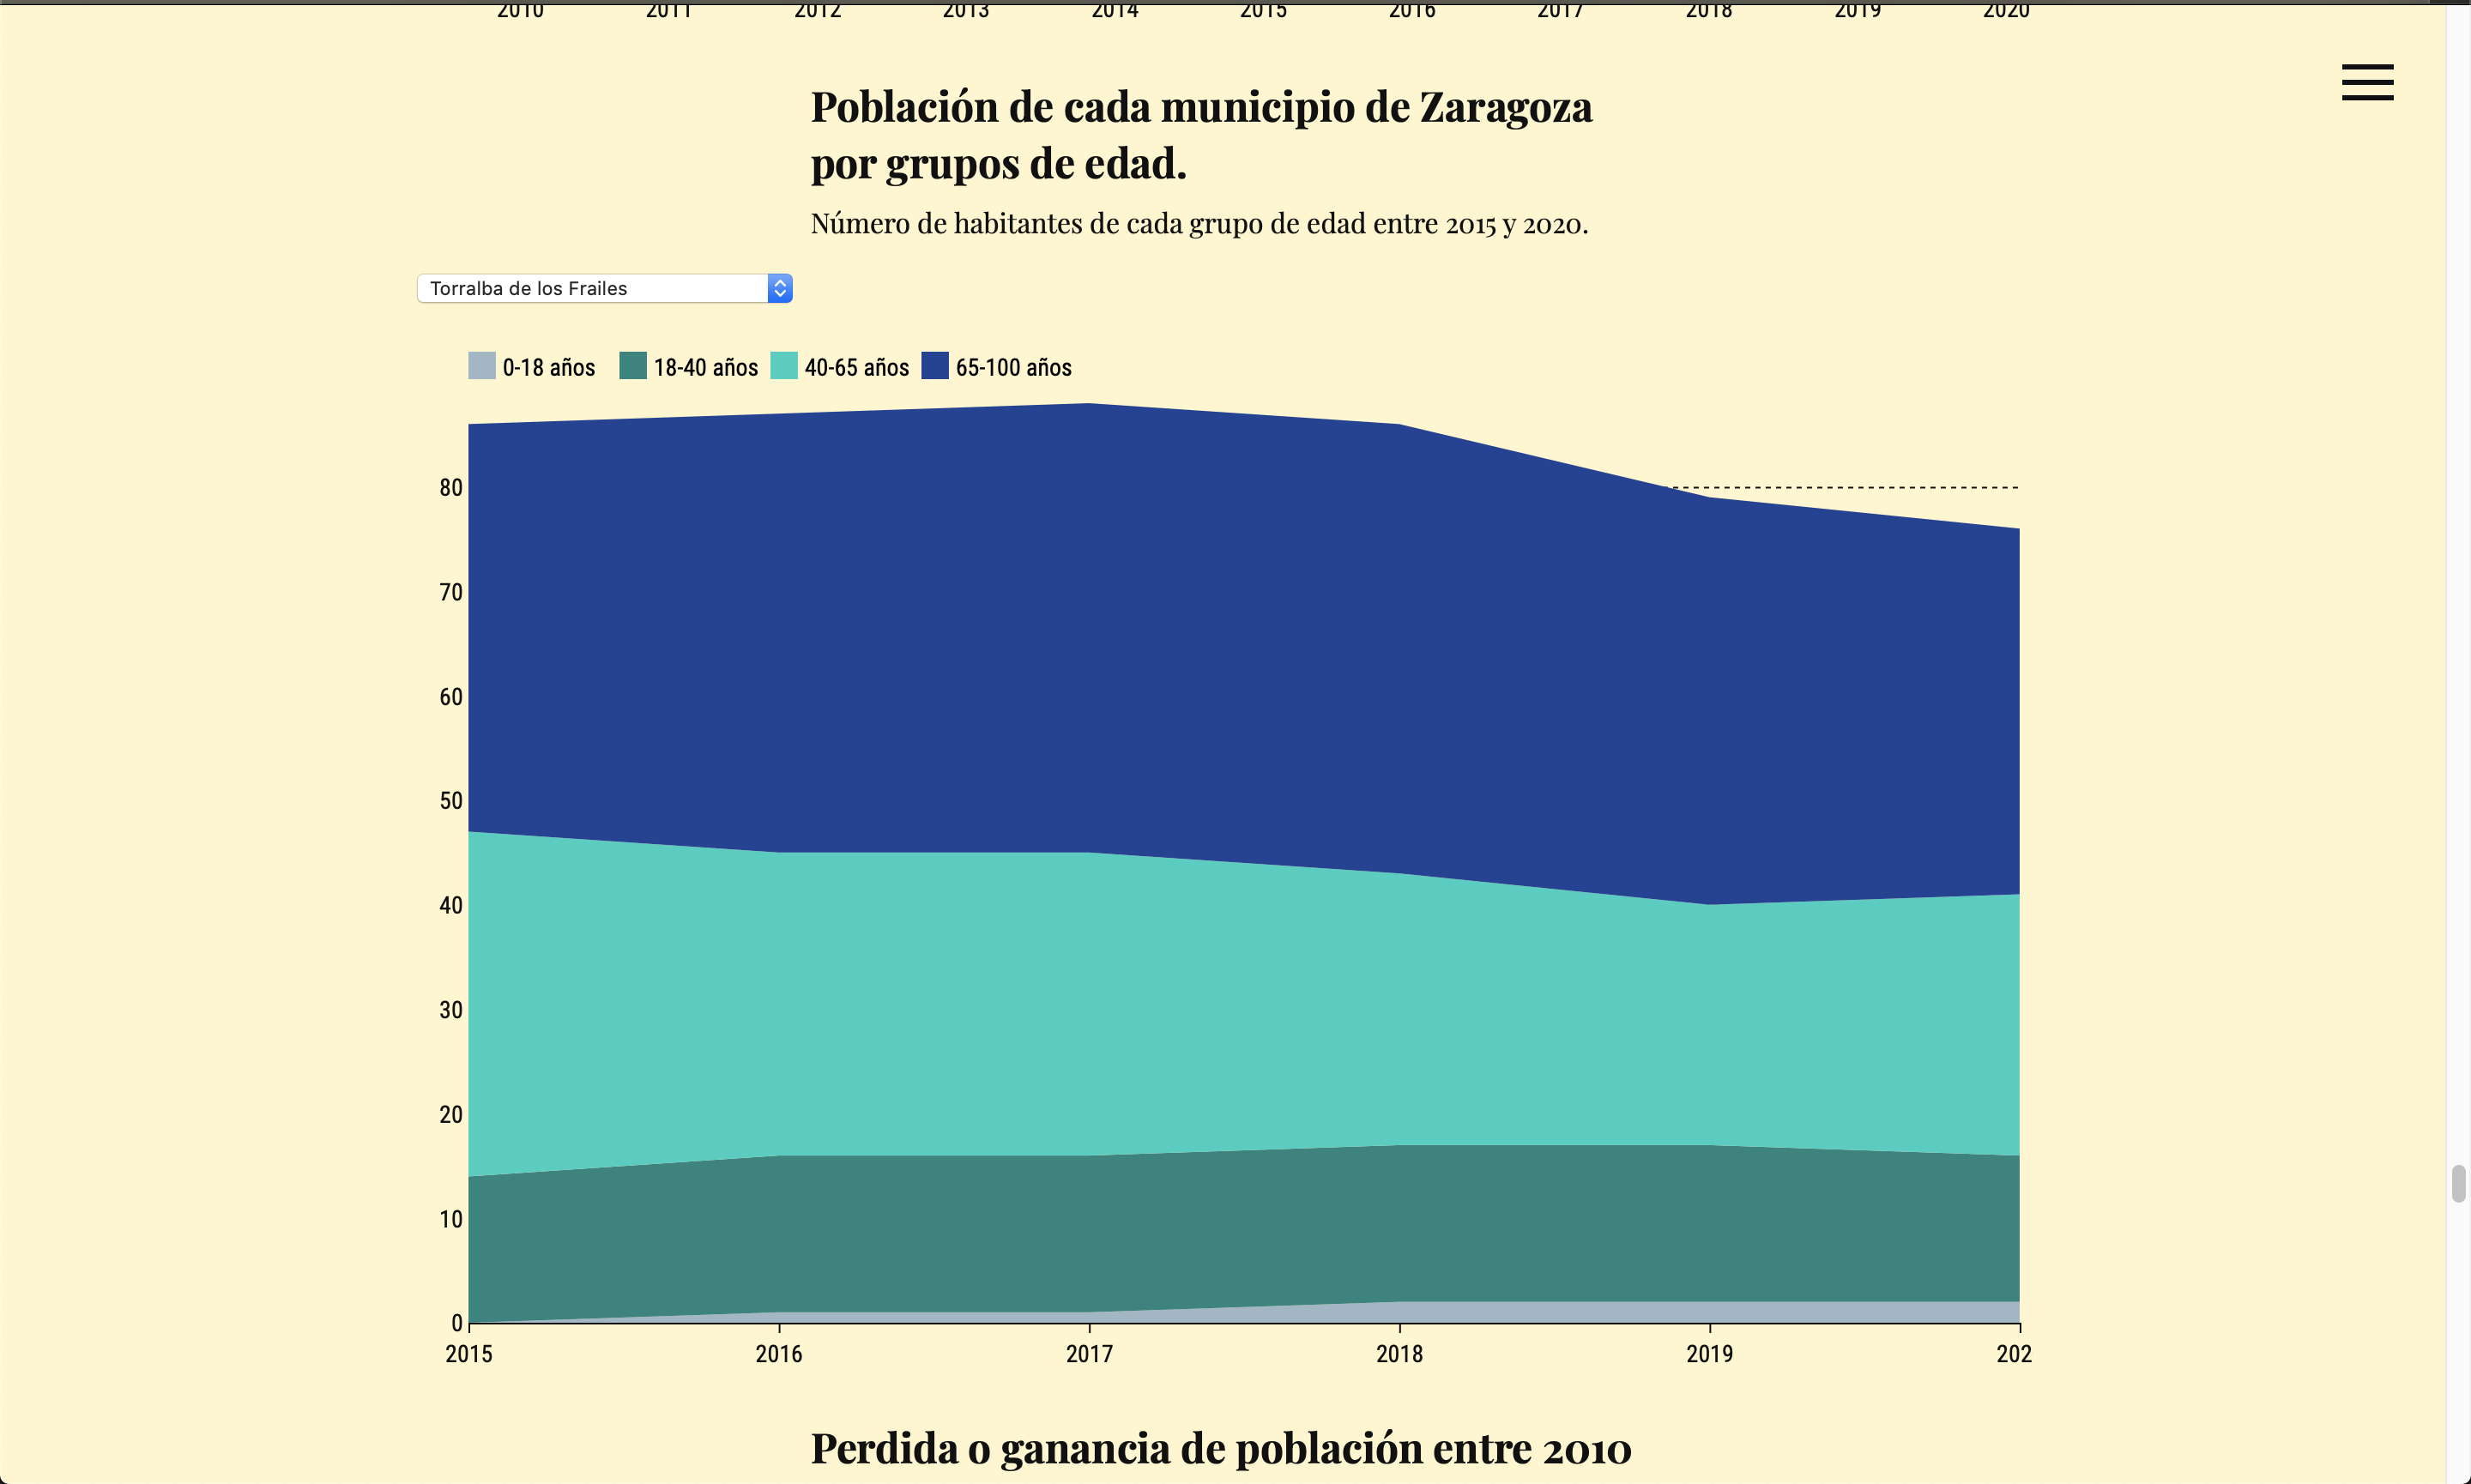 2010 2011 2012 2013 2014 2015 2016 2017 2018 2019 2020
Población de cada municipio de Zaragoza
por grupos de edad.
Número de habitantes de cada grupo de edad entre 2015 y 2020.
Torralba de los Frailes
0-18 años 18-40 años 40-65 años 65-100 años
80
70
60
50
40
30
20
10
0
2015 2016 2017 2018 2019 202
Perdida o ganancia de población entre 2010